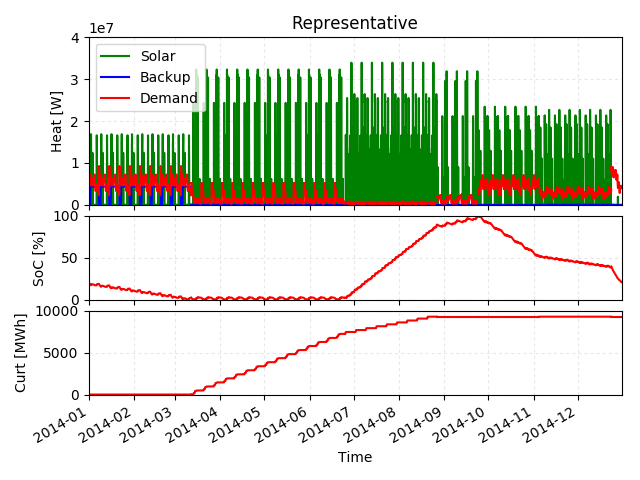 Representative
1e7
4
3
2
1
0
Heat [W]
Solar
Backup
Demand
100
50
0
SoC [%]
10000
5000
0
Curt [MWh]
2014-01
2014-02
2014-03
2014-04
2014-05
2014-06
2014-07
2014-08
2014-09
2014-10
2014-11
2014-12
Time